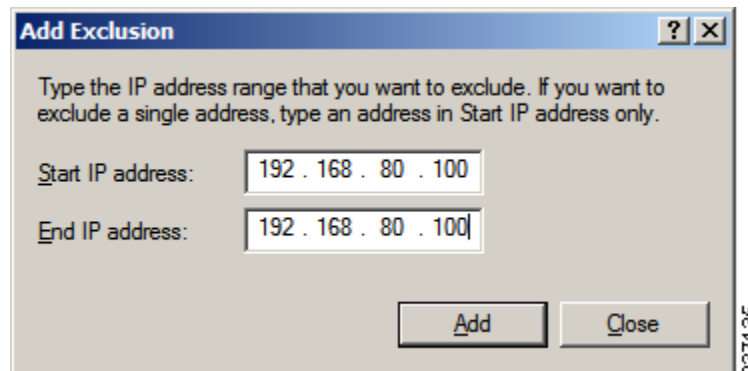 Add Exclusion
Type the IP address range that you want to exclude. If you want to
exclude a single address, type an address in Start IP address only.
Start IP address: 192 . 168 . 80 . 100
End IP address: 192 . 168 . 80 . 100
Add Close